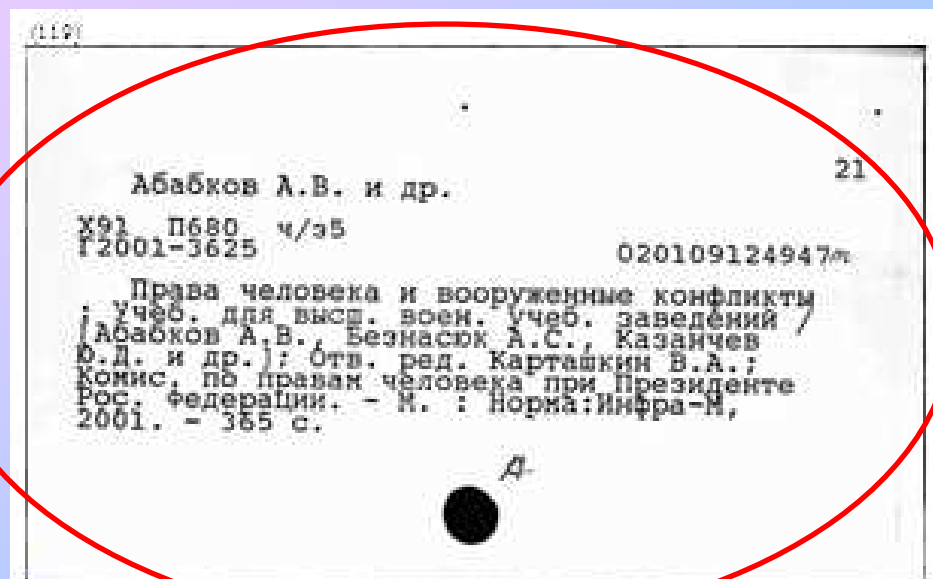 (119)
21
Абабков А.В. и др.
Х91 П680 ч/з5
Г2001-3625
020109124947m
Права человека и вооруженные конфликты
: Учеб. для высш. воен. учеб. заведений /
[Абабков А.В., Безнасюк А.С., Казанчев
Ю.Д. и др.]; Отв. ред. Карташкин В.А.;
Комис. по правам человека при Президенте
Рос. Федерации. - М. : Норма:Инфра-М,
2001. - 365 с.